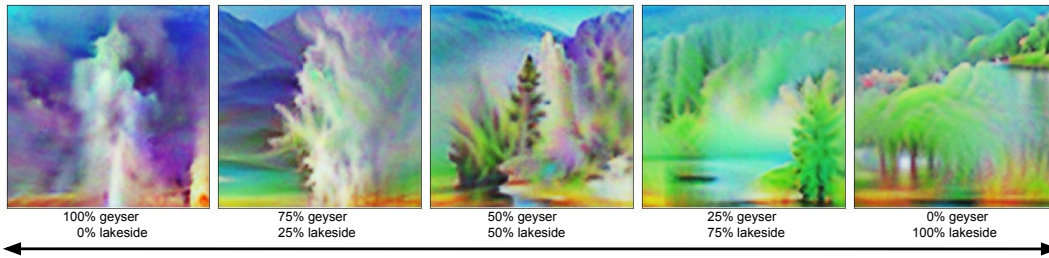 100% geyser
0% lakeside
75% geyser
25% lakeside
50% geyser
50% lakeside
25% geyser
75% lakeside
0% geyser
100% lakeside